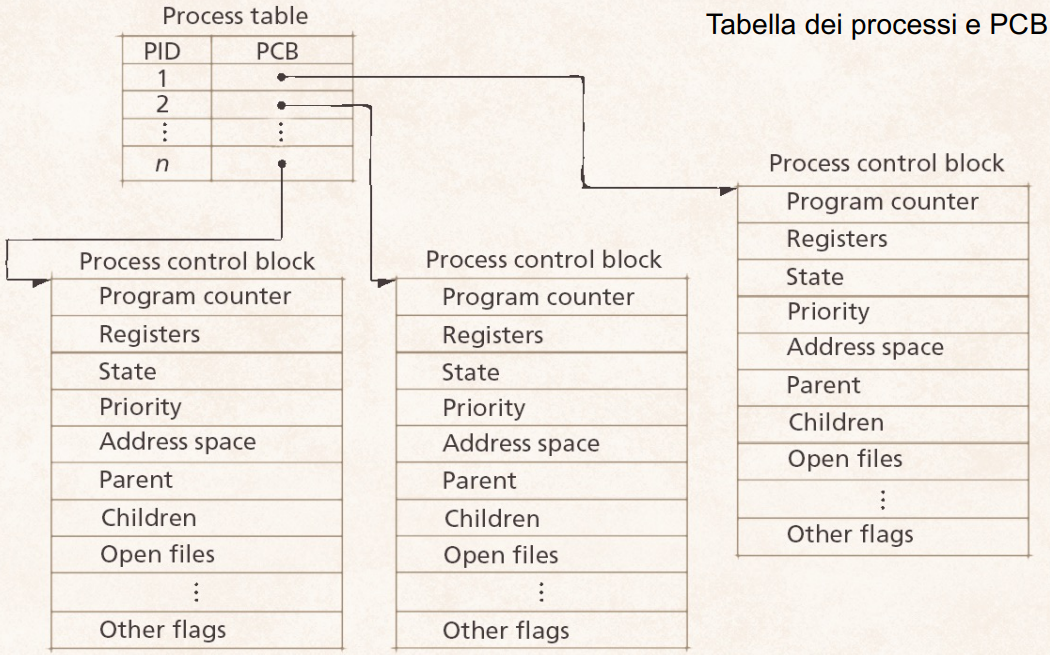 Tabella dei processi e PCB
Process table
PID PCB
1
2
⋮ ⋮
n
Process control block
Program counter
Registers
State
Priority
Address space
Parent
Children
Open files
⋮
Other flags
Process control block
Program counter
Registers
State
Priority
Address space
Parent
Children
Open files
⋮
Other flags
Process control block
Program counter
Registers
State
Priority
Address space
Parent
Children
Open files
⋮
Other flags